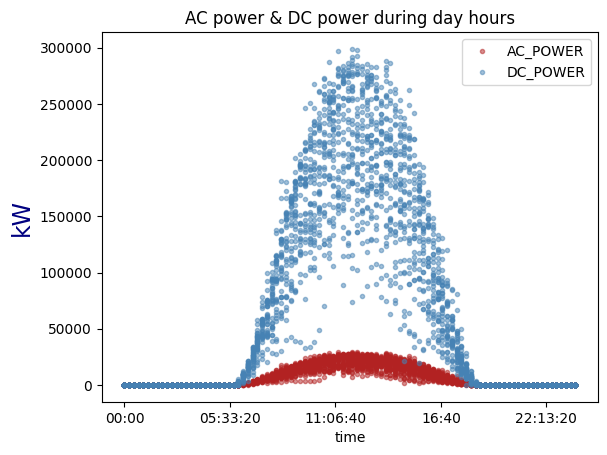 AC power & DC power during day hours
AC_POWER
DC_POWER
kW
300000
250000
200000
150000
100000
50000
0
00:00 05:33:20 11:06:40 16:40 22:13:20
time